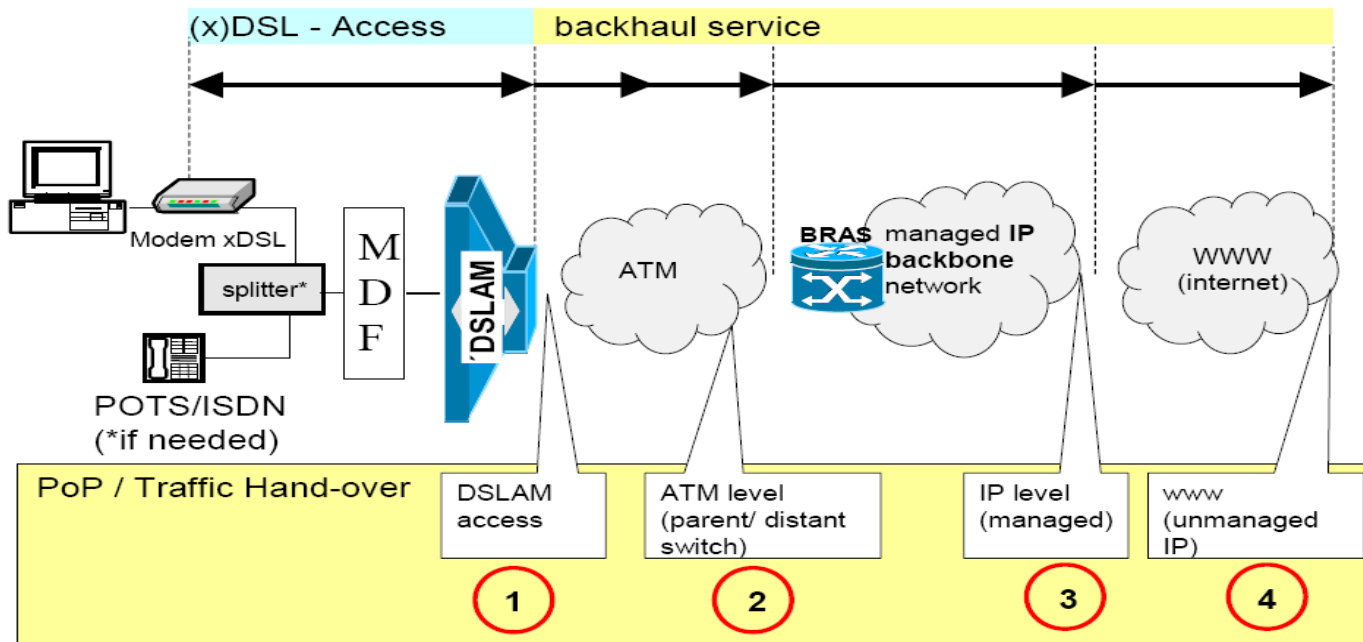 (x)DSL - Access
backhaul service
Modem xDSL
splitter*
POTS/ISDN
(*if needed)
M
D
F
DSLAM
ATM
BRAS
managed IP
backbone
network
WWW
(internet)
PoP / Traffic Hand-over
DSLAM
access
ATM level
(parent/ distant
switch)
IP level
(managed)
www
(unmanaged
IP)
1
2
3
4